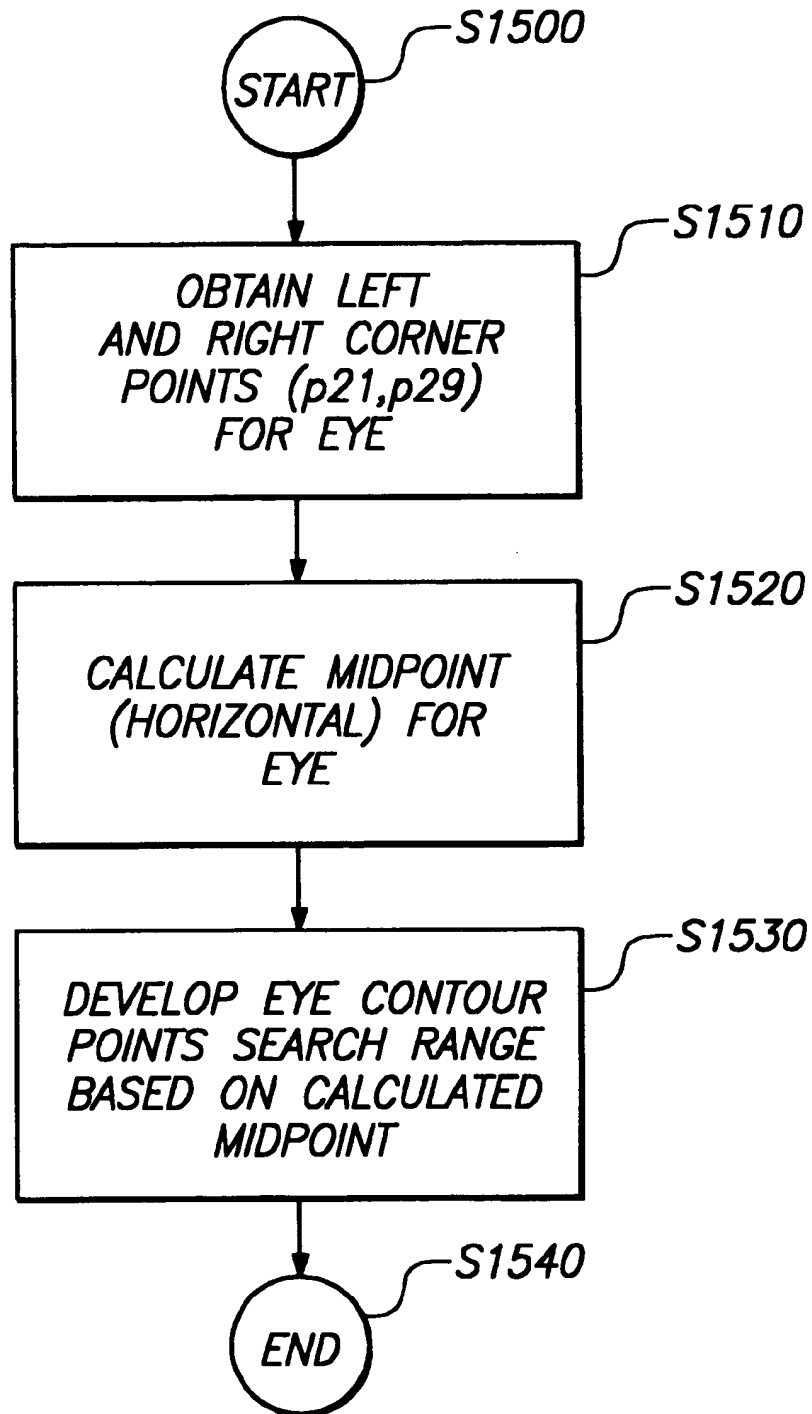 S1500
START
S1510
OBTAIN LEFT
AND RIGHT CORNER
POINTS (p21,p29)
FOR EYE
S1520
CALCULATE MIDPOINT
(HORIZONTAL) FOR
EYE
S1530
DEVELOP EYE CONTOUR
POINTS SEARCH RANGE
BASED ON CALCULATED
MIDPOINT
S1540
END